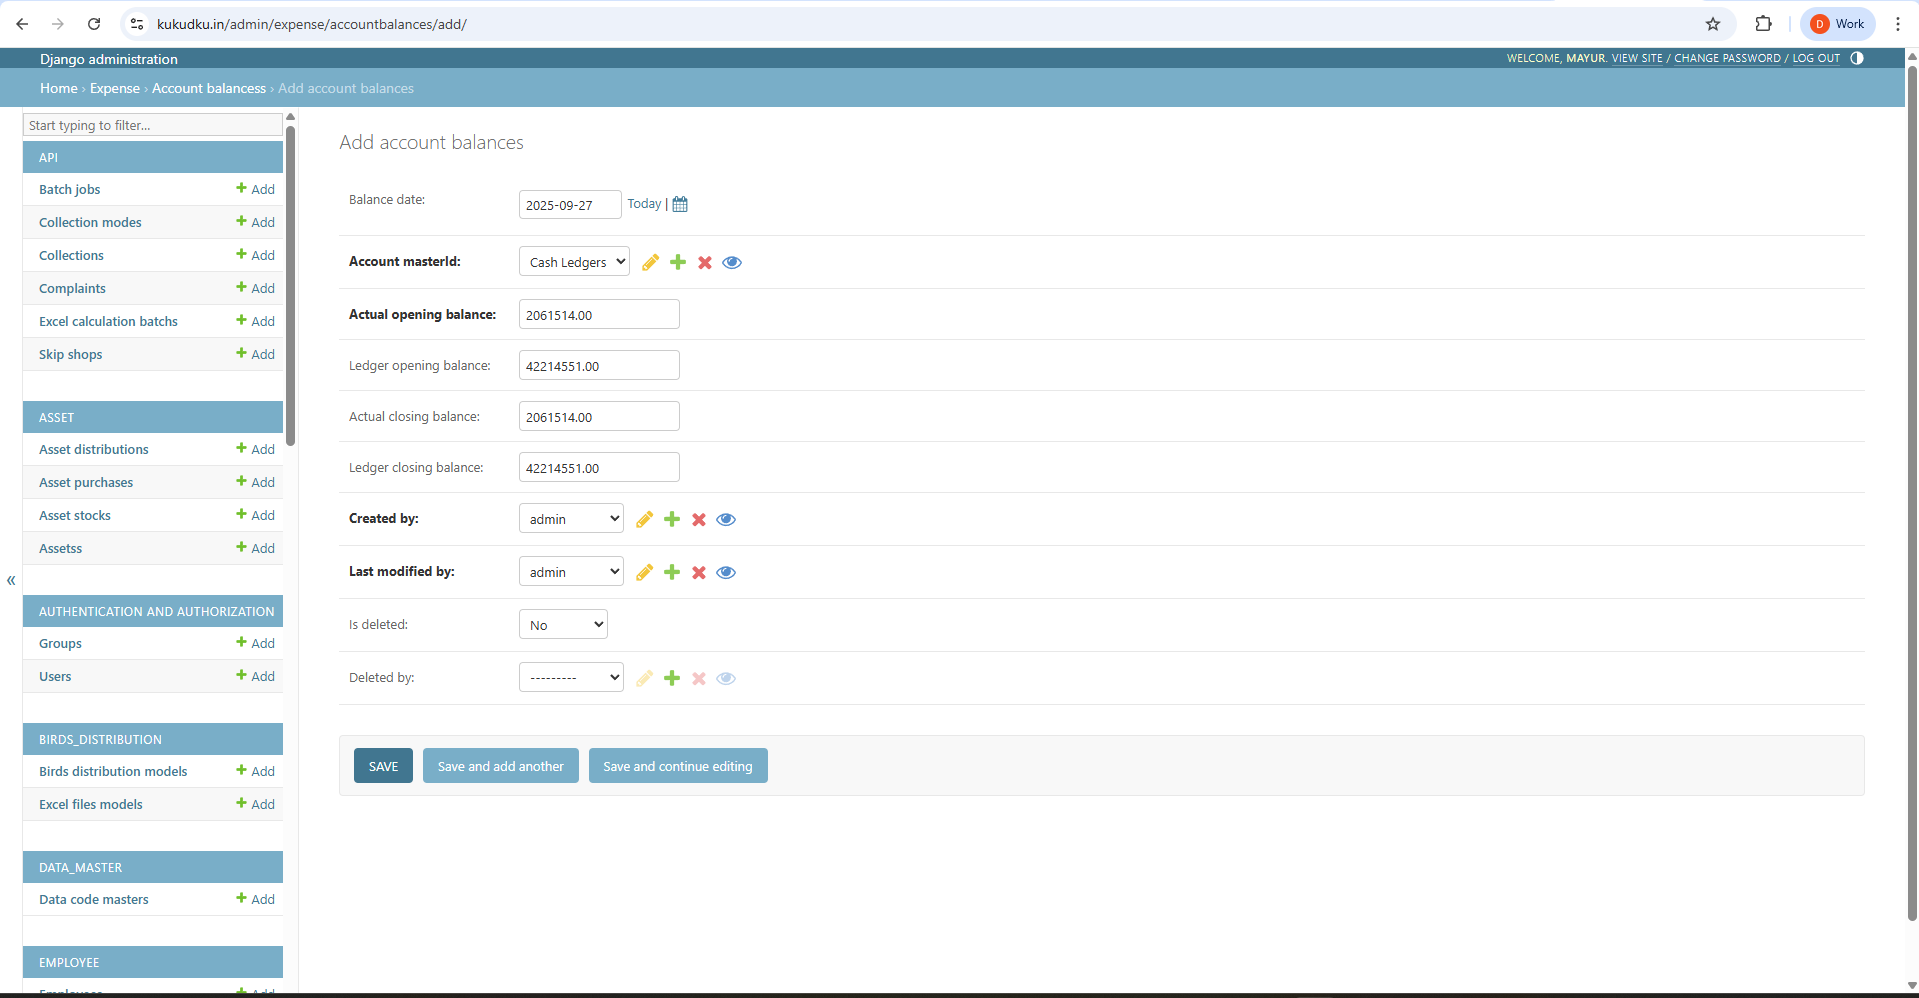 kukudku.in/admin/expense/accountbalances/add/
D Work
Django administration
WELCOME, MAYUR. VIEW SITE / CHANGE PASSWORD / LOG OUT
Home › Expense › Account balancess › Add account balances
Start typing to filter...
API
Batch jobs + Add
Collection modes + Add
Collections + Add
Complaints + Add
Excel calculation batchs + Add
Skip shops + Add
ASSET
Asset distributions + Add
Asset purchases + Add
Asset stocks + Add
Assetss + Add
«
AUTHENTICATION AND AUTHORIZATION
Groups + Add
Users + Add
BIRDS_DISTRIBUTION
Birds distribution models + Add
Excel files models + Add
DATA_MASTER
Data code masters + Add
EMPLOYEE
Employees + Add
Add account balances
Balance date: 2025-09-27 Today |
Account masterId: Cash Ledgers
Actual opening balance: 2061514.00
Ledger opening balance: 42214551.00
Actual closing balance: 2061514.00
Ledger closing balance: 42214551.00
Created by: admin
Last modified by: admin
Is deleted: No
Deleted by: ---------
SAVE Save and add another Save and continue editing